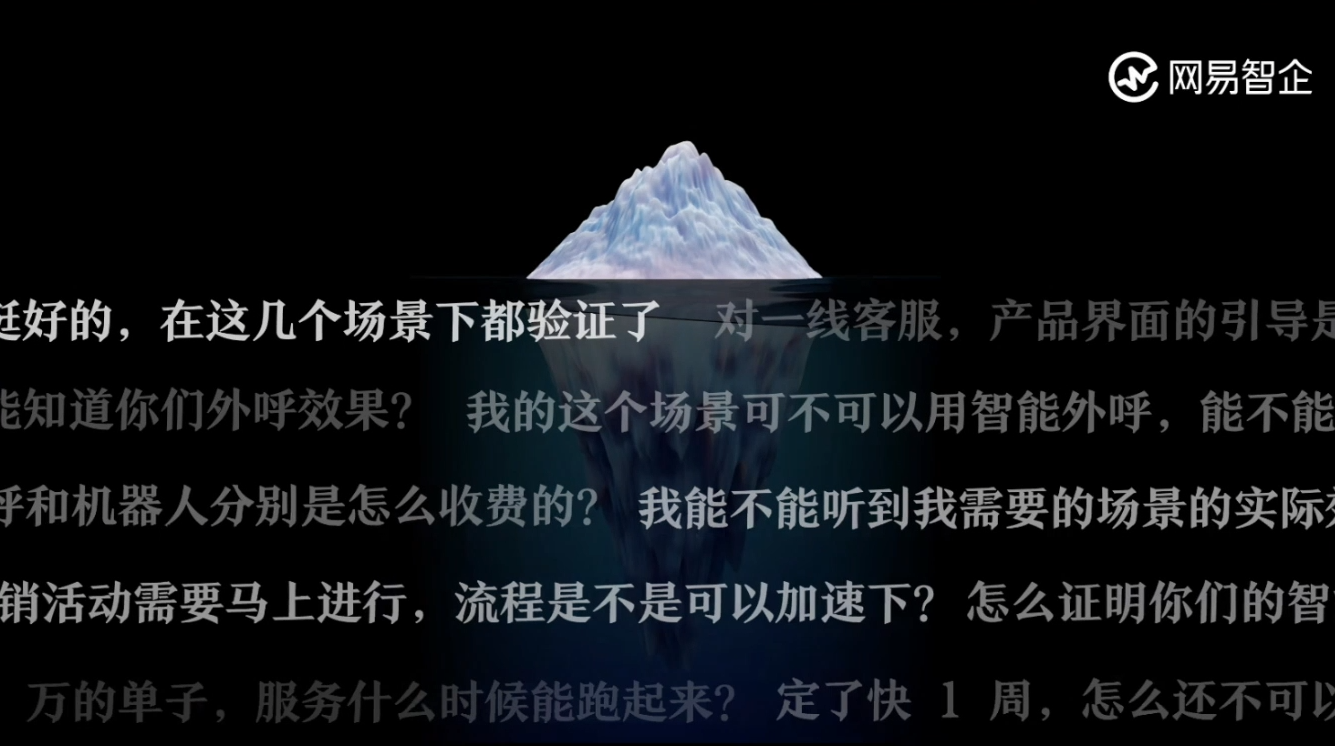 网易智企
挺好的，在这几个场景下都验证了 对一线客服，产品界面的引导是
能知道你们外呼效果？ 我的这个场景可不可以用智能外呼，能不能
呼和机器人分别是怎么收费的？ 我能不能听到我需要的场景的实际
销活动需要马上进行，流程是不是可以加速下？ 怎么证明你们的智
万的单子，服务什么时候能跑起来？ 定了快 1 周，怎么还不可以